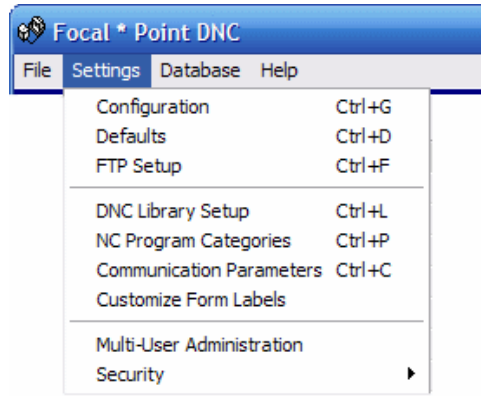 Focal * Point DNC
File Settings Database Help
Configuration Ctrl+G
Defaults Ctrl+D
FTP Setup Ctrl+F
DNC Library Setup Ctrl+L
NC Program Categories Ctrl+P
Communication Parameters Ctrl+C
Customize Form Labels
Multi-User Administration
Security